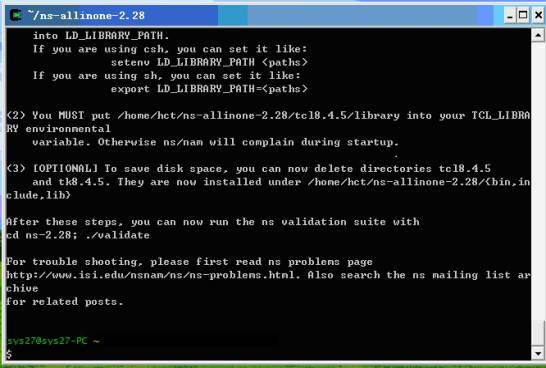 ~/ns-allinone-2.28
into LD_LIBRARY_PATH.
If you are using csh, you can set it like:
setenv LD_LIBRARY_PATH <paths>
If you are using sh, you can set it like:
export LD_LIBRARY_PATH=<paths>
(2) You MUST put /home/hct/ns-allinone-2.28/tcl8.4.5/library into your TCL_LIBRA
RY environmental
variable. Otherwise ns/nam will complain during startup.
(3) [OPTIONAL] To save disk space, you can now delete directories tcl8.4.5
and tk8.4.5. They are now installed under /home/hct/ns-allinone-2.28/{bin,in
clude,lib}
After these steps, you can now run the ns validation suite with
cd ns-2.28; ./validate
For trouble shooting, please first read ns problems page
http://www.isi.edu/nsnam/ns/ns-problems.html. Also search the ns mailing list ar
chive
for related posts.
sys27@sys27-PC ~
$